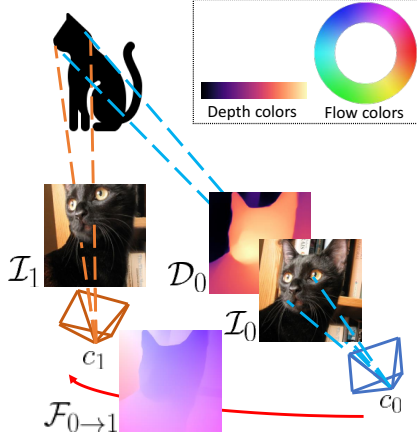 Depth colors
Flow colors
𝓘₁
𝓓₀
𝓘₀
c₁
c₀
𝓕₀→₁